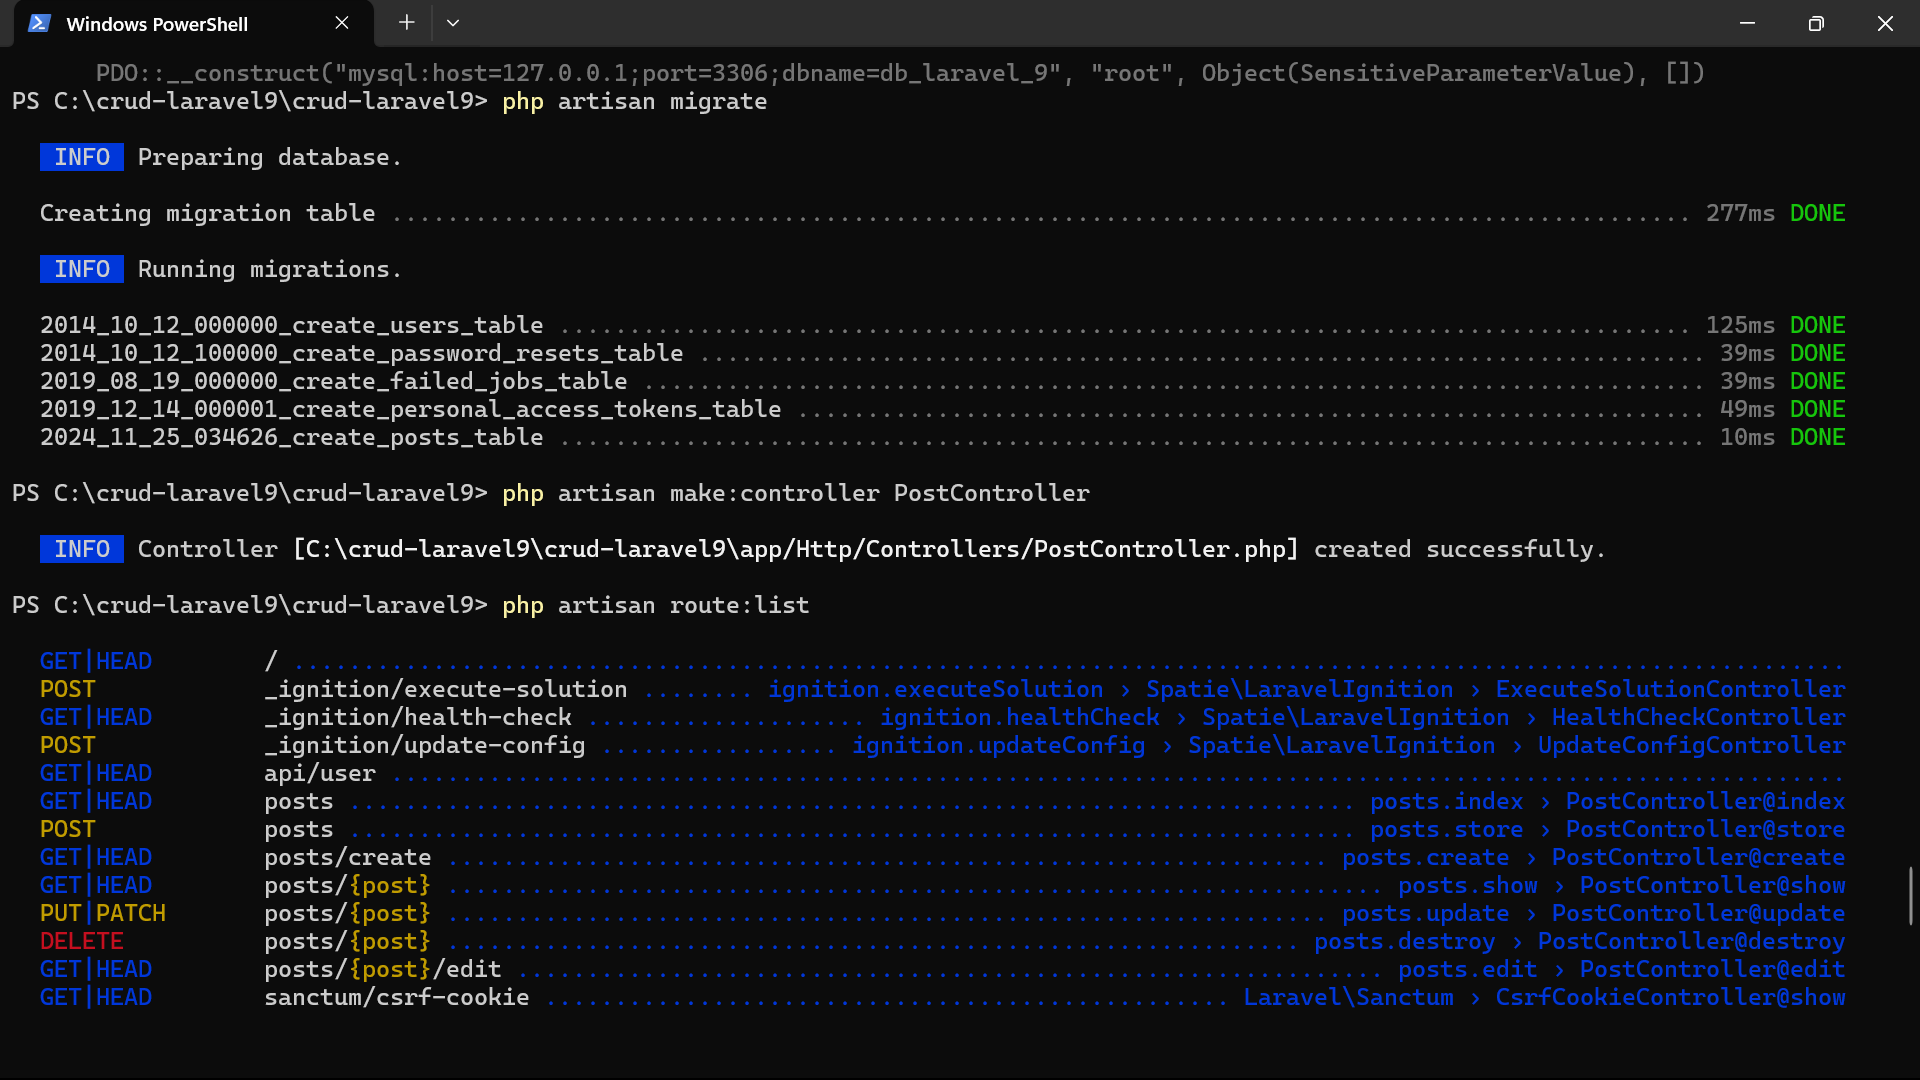 Windows PowerShell
PDO::__construct("mysql:host=127.0.0.1;port=3306;dbname=db_laravel_9", "root", Object(SensitiveParameterValue), [])
PS C:\crud-laravel9\crud-laravel9> php artisan migrate
INFO Preparing database.
Creating migration table ............................................................................................. 277ms DONE
INFO Running migrations.
2014_10_12_000000_create_users_table ................................................................................. 125ms DONE
2014_10_12_100000_create_password_resets_table ........................................................................ 39ms DONE
2019_08_19_000000_create_failed_jobs_table ............................................................................ 39ms DONE
2019_12_14_000001_create_personal_access_tokens_table ................................................................. 49ms DONE
2024_11_25_034626_create_posts_table .................................................................................. 10ms DONE
PS C:\crud-laravel9\crud-laravel9> php artisan make:controller PostController
INFO Controller [C:\crud-laravel9\crud-laravel9\app/Http/Controllers/PostController.php] created successfully.
PS C:\crud-laravel9\crud-laravel9> php artisan route:list
GET|HEAD / ...............................................................................................................
POST _ignition/execute-solution ........ ignition.executeSolution › Spatie\LaravelIgnition › ExecuteSolutionController
GET|HEAD _ignition/health-check .................... ignition.healthCheck › Spatie\LaravelIgnition › HealthCheckController
POST _ignition/update-config ................. ignition.updateConfig › Spatie\LaravelIgnition › UpdateConfigController
GET|HEAD api/user ........................................................................................................
posts GET|HEAD posts ........................................................................ posts.index › PostController@index
POST posts ........................................................................ posts.store › PostController@store
GET|HEAD posts/create ............................................................... posts.create › PostController@create
GET|HEAD posts/{post} ................................................................... posts.show › PostController@show
PUT|PATCH posts/{post} ............................................................... posts.update › PostController@update
DELETE posts/{post} ............................................................. posts.destroy › PostController@destroy
GET|HEAD posts/{post}/edit .............................................................. posts.edit › PostController@edit
GET|HEAD sanctum/csrf-cookie ................................................. Laravel\Sanctum › CsrfCookieController@show